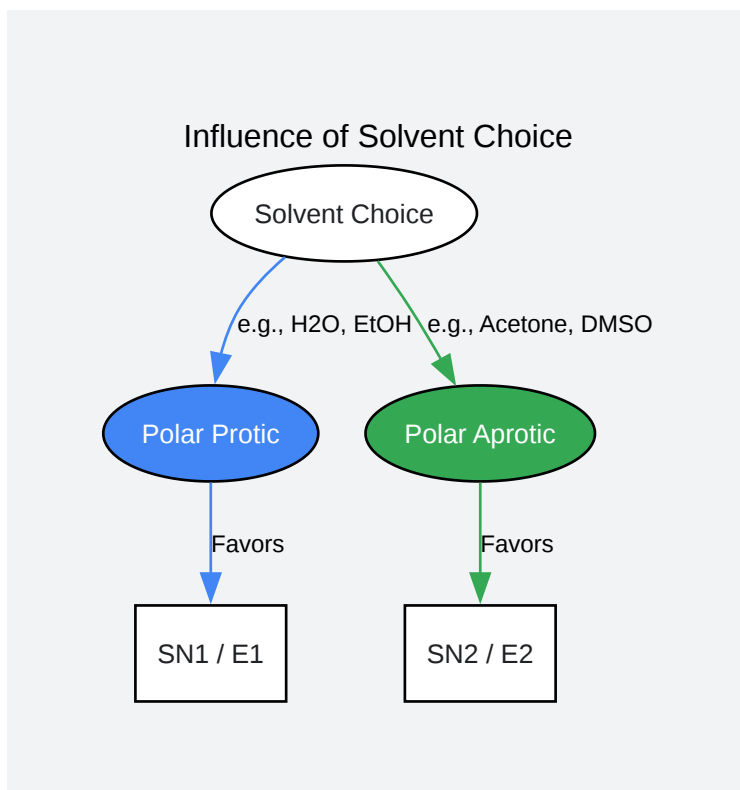 Influence of Solvent Choice
Solvent Choice
e.g., H2O, EtOH
e.g., Acetone, DMSO
Polar Protic
Polar Aprotic
Favors
Favors
SN1 / E1
SN2 / E2